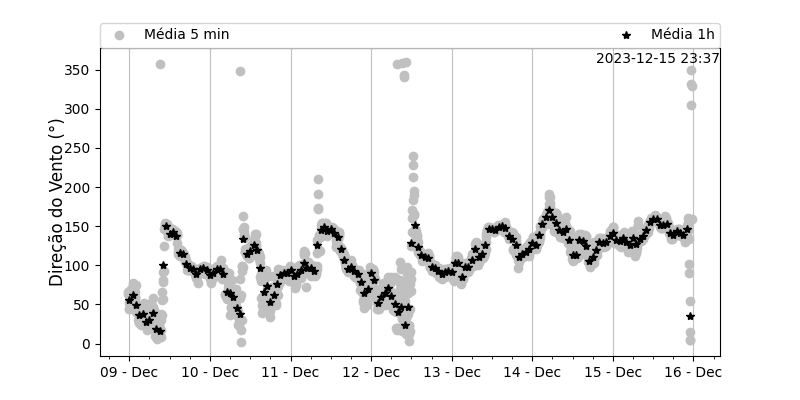 Média 5 min
Média 1h
2023-12-15 23:37
Direção do Vento (°)
350
300
250
200
150
100
50
0
09 - Dec
10 - Dec
11 - Dec
12 - Dec
13 - Dec
14 - Dec
15 - Dec
16 - Dec